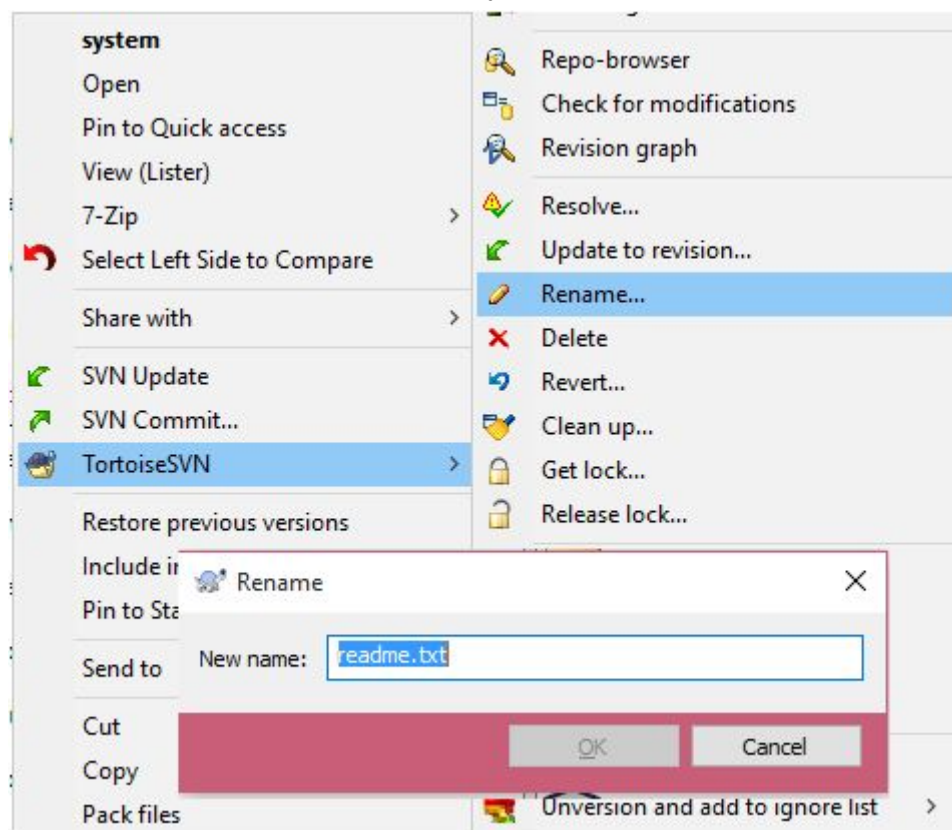 system
Open
Pin to Quick access
View (Lister)
7-Zip
Select Left Side to Compare
Share with
SVN Update
SVN Commit...
TortoiseSVN
Restore previous versions
Include
Pin to
Send to
Cut
Copy
Pack files
Repo-browser
Check for modifications
Revision graph
Resolve...
Update to revision...
Rename...
Delete
Revert...
Clean up...
Get lock...
Release lock...
Unversion and add to ignore list
Rename
New name: readme.txt
OK Cancel